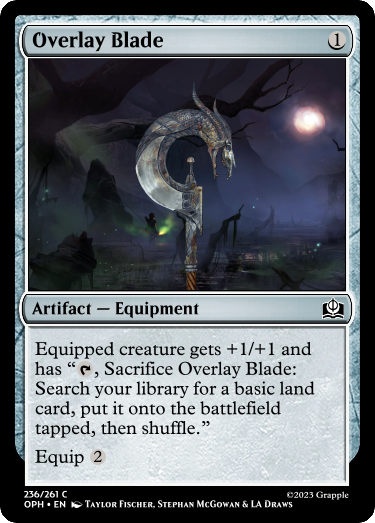 Overlay Blade 1
Artifact — Equipment
Equipped creature gets +1/+1 and
has “, Sacrifice Overlay Blade:
Search your library for a basic land
card, put it onto the battlefield
tapped, then shuffle.”
Equip 2
236/261 C
OPH • EN Taylor Fischer, Stephan McGowan & LA Draws
©2023 Grapple